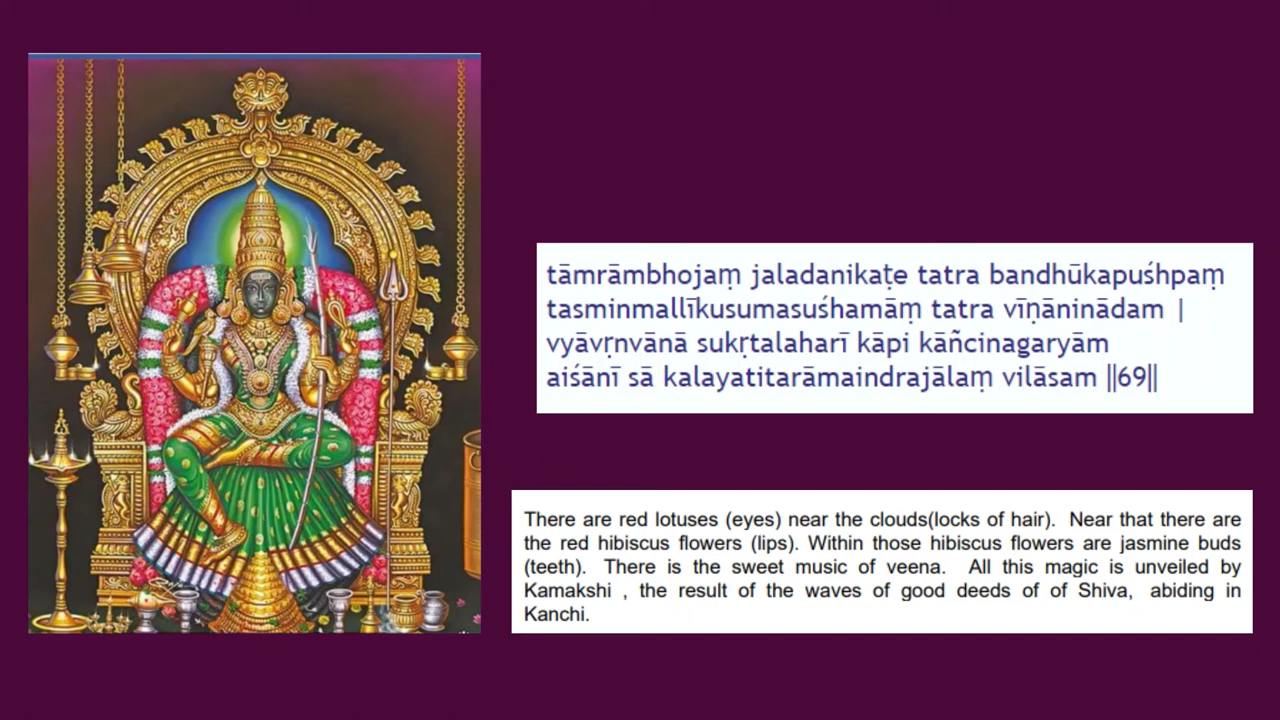 tāmrāmbhojaṃ jaladanikaṭe tatra bandhūkapuśhpaṃ
tasminmallīkusumasuśhamāṃ tatra vīṇāninādam |
vyāvṛnvānā sukṛtalaharī kāpi kāñcinagaryām
aiśānī sā kalayatitarāmaindrajālaṃ vilāsam ||69||
There are red lotuses (eyes) near the clouds(locks of hair). Near that there are
the red hibiscus flowers (lips). Within those hibiscus flowers are jasmine buds
(teeth). There is the sweet music of veena. All this magic is unveiled by
Kamakshi , the result of the waves of good deeds of of Shiva, abiding in
Kanchi.